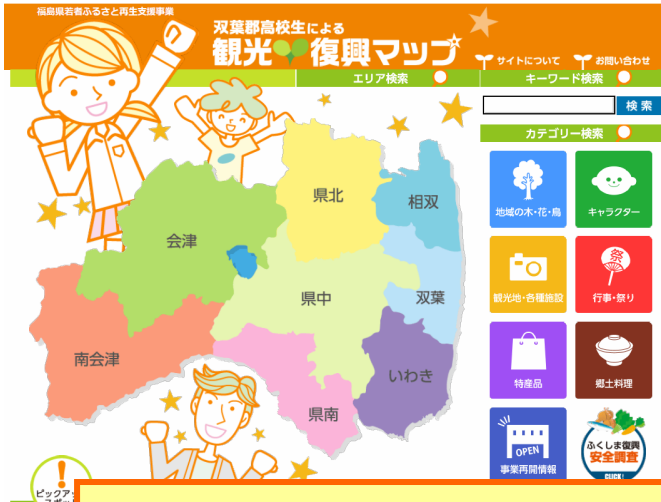 福島県若者ふるさと再生支援事業
双葉郡高校生による
観光復興マップ
サイトについて
お問い合わせ
エリア検索
キーワード検索
検索
カテゴリー検索
県北
相双
会津
県中
双葉
南会津
いわき
県南
地域の木・花・鳥
キャラクター
観光地・各種施設
祭
行事・祭り
特産品
郷土料理
OPEN
事業再開情報
ふくしま復興
安全調査
ピックア